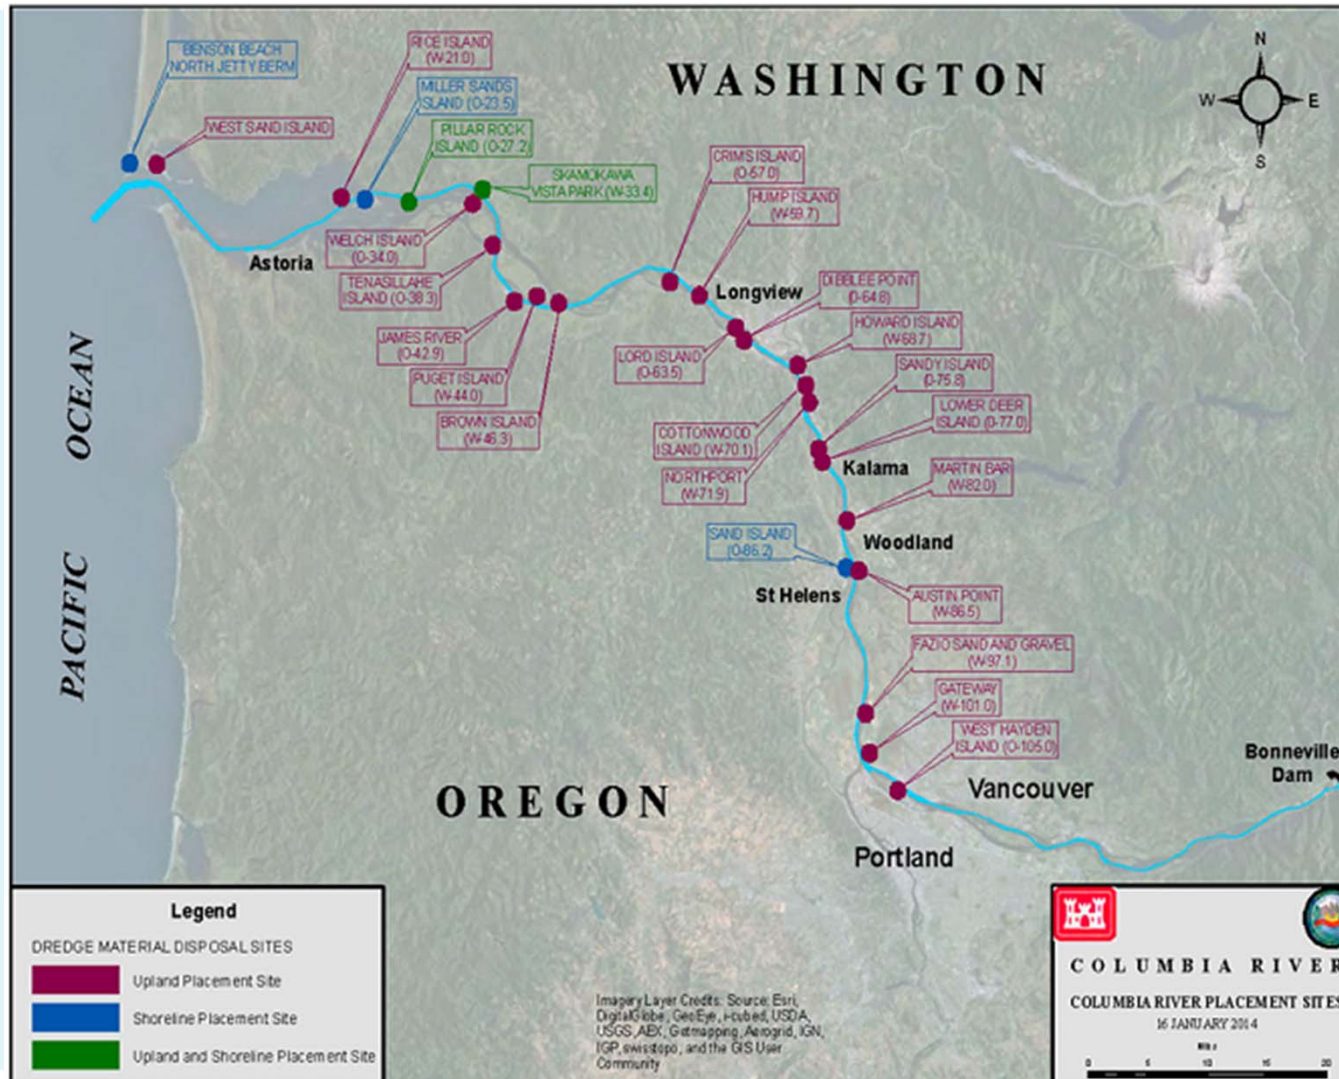 BENSON BEACH
NORTH JETTY BERM
RICE ISLAND
(W-21.0)
MILLER SANDS
ISLAND (O-23.5)
WEST SAND ISLAND
PILLAR ROCK
ISLAND (O-27.2)
SKAMOKAWA
VISTA PARK (W-33.4)
WASHINGTON
N
W
E
S
CRIMS ISLAND
(O-57.0)
HUMP ISLAND
(W-59.7)
WELCH ISLAND
(O-34.0)
Astoria
TENASILLAHE
ISLAND (O-38.3)
Longview
DIBBLEE POINT
(O-64.8)
JAMES RIVER
(O-42.9)
HOWARD ISLAND
(W-68.7)
LORD ISLAND
(O-63.5)
PUGET ISLAND
(W-44.0)
SANDY ISLAND
(O-75.8)
BROWN ISLAND
(W-46.3)
LOWER DEER
ISLAND (O-77.0)
COTTONWOOD
ISLAND (W-70.1)
Kalama
NORTHPORT
(W-71.9)
MARTIN BAR
(W-82.0)
PACIFIC OCEAN
SAND ISLAND
(O-86.2)
Woodland
St Helens
AUSTIN POINT
(W-86.5)
FAZIO SAND AND GRAVEL
(W-97.1)
GATEWAY
(W-101.0)
WEST HAYDEN
ISLAND (O-105.0)
Bonneville
Dam
OREGON
Vancouver
Portland
Legend
DREDGE MATERIAL DISPOSAL SITES
Upland Placement Site
Shoreline Placement Site
Upland and Shoreline Placement Site
Imagery Layer Credits: Source: Esri,
DigitalGlobe, GeoEye, i-cubed, USDA,
USGS, AEX, Getmapping, Aerogrid, IGN,
IGP, swisstopo, and the GIS User
Community
COLUMBIA RIVER
COLUMBIA RIVER PLACEMENT SITES
16 JANUARY 2014
Miles
0 5 10 15 20